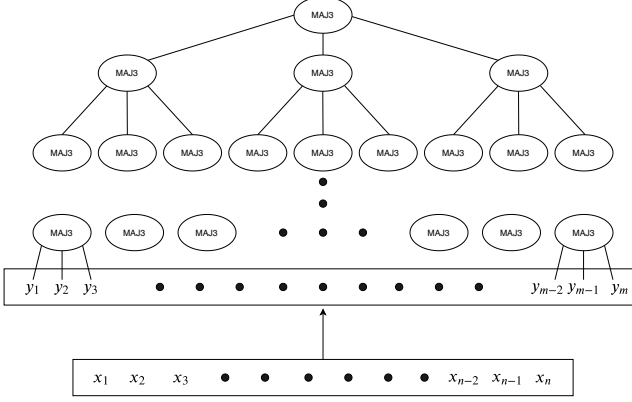 MAJ3
MAJ3 MAJ3 MAJ3
MAJ3 MAJ3 MAJ3 MAJ3 MAJ3 MAJ3 MAJ3 MAJ3 MAJ3
MAJ3 MAJ3 MAJ3 MAJ3 MAJ3 MAJ3
y₁ y₂ y₃ yₘ₋₂ yₘ₋₁ yₘ
x₁ x₂ x₃ xₙ₋₂ xₙ₋₁ xₙ